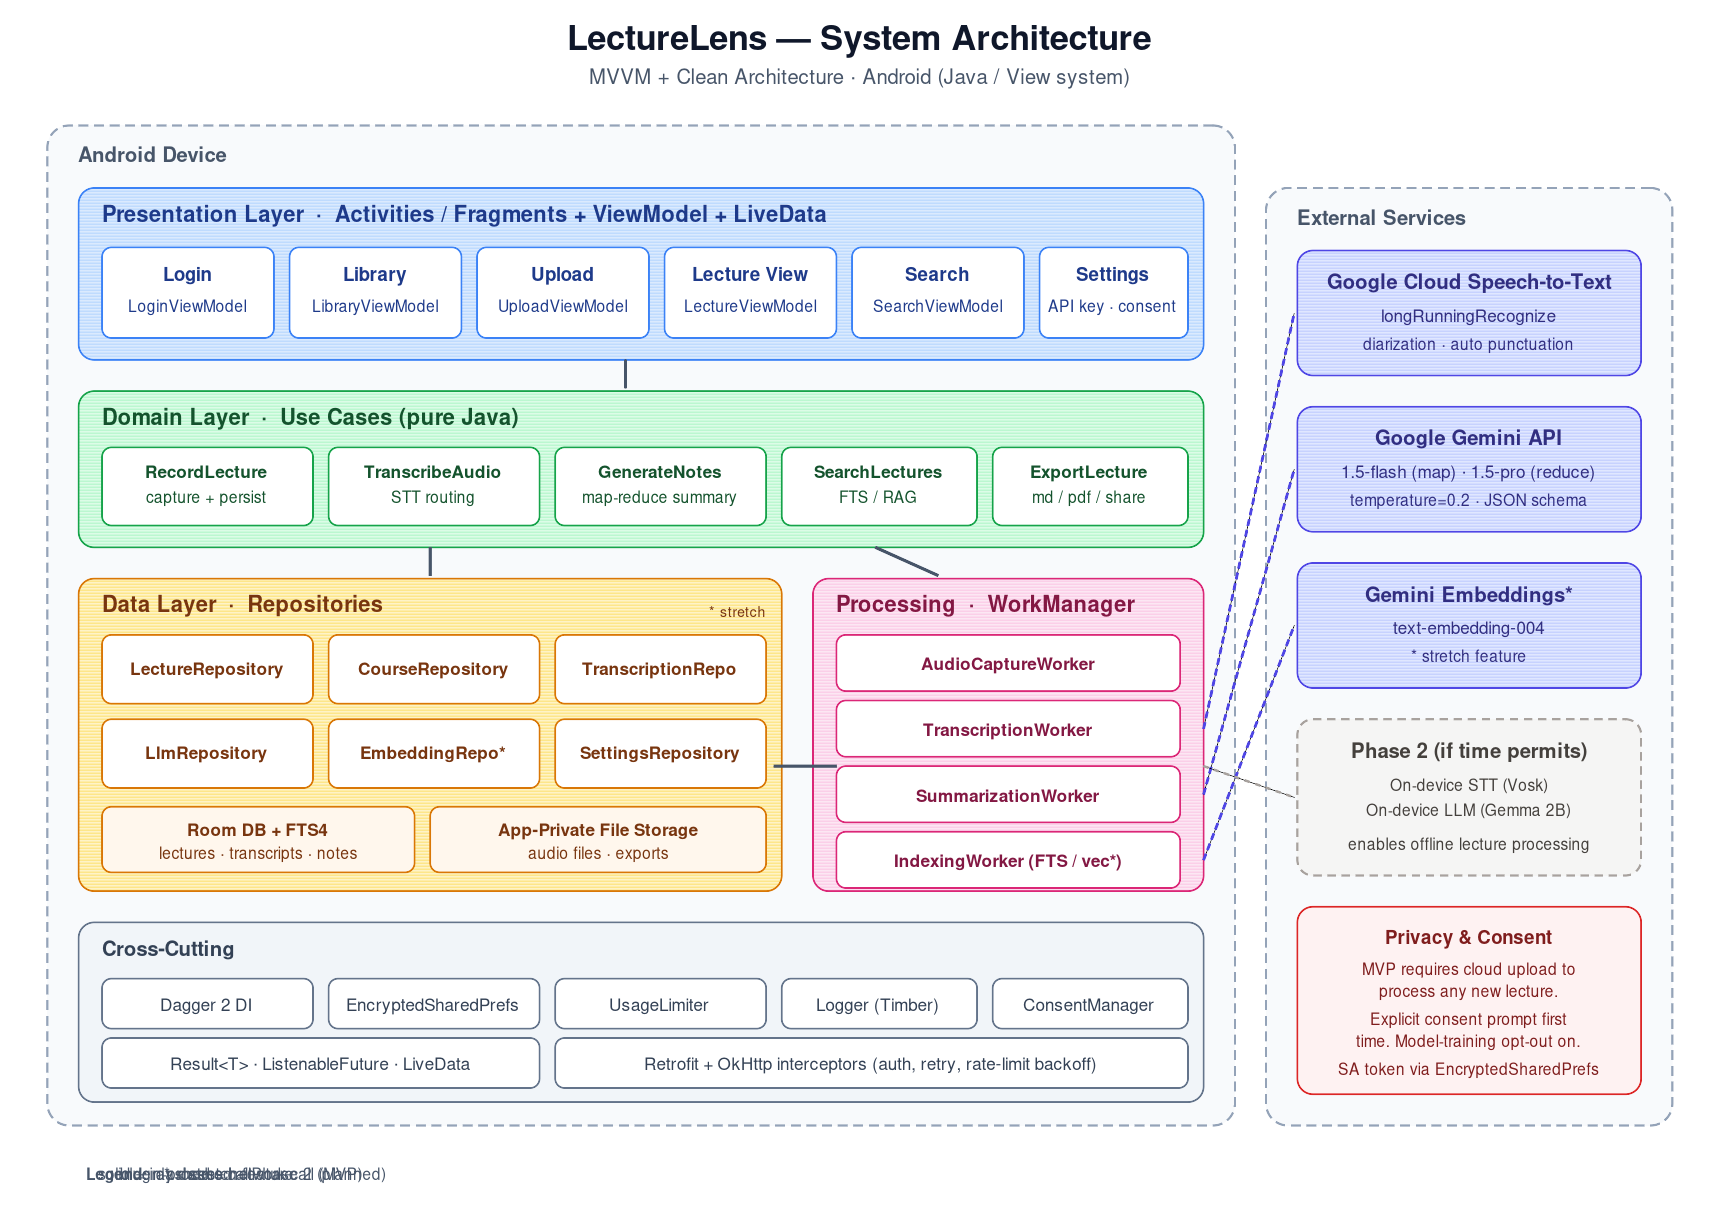 LectureLens — System Architecture
MVVM + Clean Architecture · Android (Java / View system)
Android Device
Presentation Layer · Activities / Fragments + ViewModel + LiveData
Login
LoginViewModel
Library
LibraryViewModel
Upload
UploadViewModel
Lecture View
LectureViewModel
Search
SearchViewModel
Settings
API key · consent
Domain Layer · Use Cases (pure Java)
RecordLecture
capture + persist
TranscribeAudio
STT routing
GenerateNotes
map-reduce summary
SearchLectures
FTS / RAG
ExportLecture
md / pdf / share
Data Layer · Repositories
* stretch
LectureRepository
CourseRepository
TranscriptionRepo
LlmRepository
EmbeddingRepo*
SettingsRepository
Room DB + FTS4
lectures · transcripts · notes
App-Private File Storage
audio files · exports
Processing · WorkManager
AudioCaptureWorker
TranscriptionWorker
SummarizationWorker
IndexingWorker (FTS / vec*)
Cross-Cutting
Dagger 2 DI
EncryptedSharedPrefs
UsageLimiter
Logger (Timber)
ConsentManager
Result<T> · ListenableFuture · LiveData
Retrofit + OkHttp interceptors (auth, retry, rate-limit backoff)
External Services
Google Cloud Speech-to-Text
longRunningRecognize
diarization · auto punctuation
Google Gemini API
1.5-flash (map) · 1.5-pro (reduce)
temperature=0.2 · JSON schema
Gemini Embeddings*
text-embedding-004
* stretch feature
Phase 2 (if time permits)
On-device STT (Vosk)
On-device LLM (Gemma 2B)
enables offline lecture processing
Privacy & Consent
MVP requires cloud upload to
process any new lecture.
Explicit consent prompt first
time. Model-training opt-out on.
SA token via EncryptedSharedPrefs